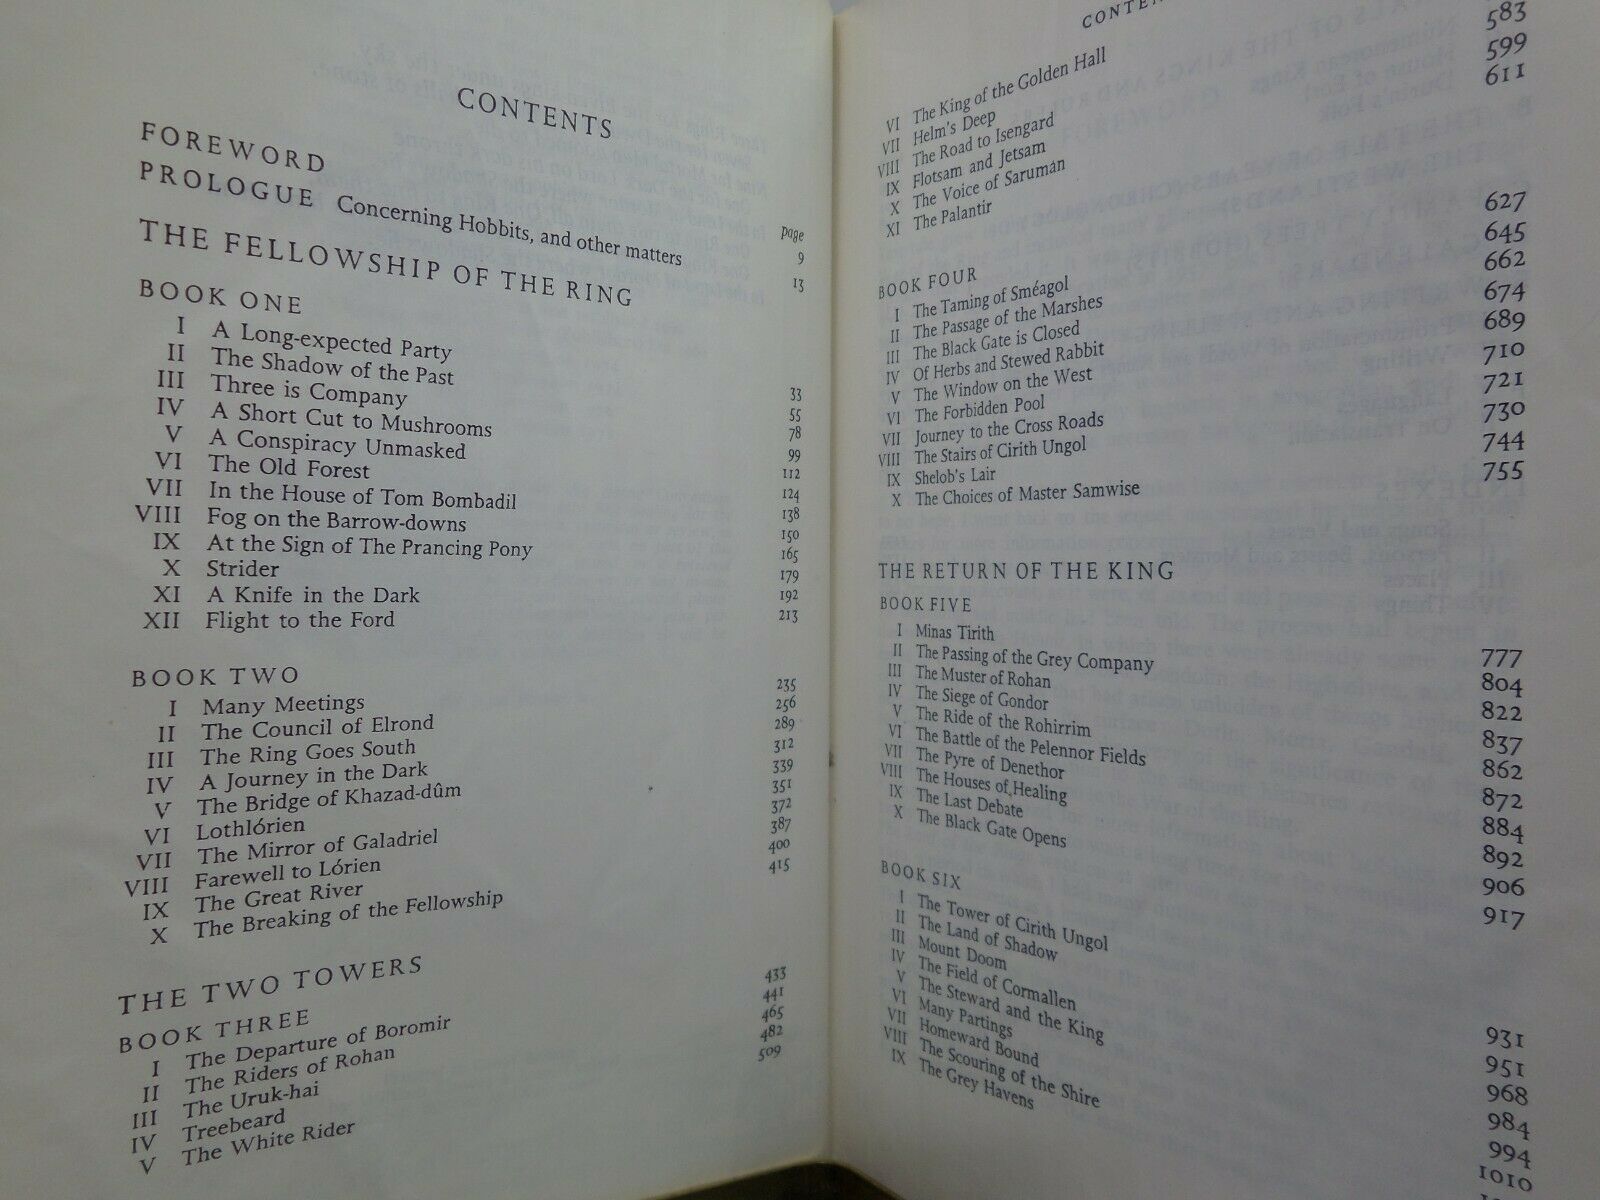 CONTENTS
page
FOREWORD 9
PROLOGUE Concerning Hobbits, and other matters 13
THE FELLOWSHIP OF THE RING
BOOK ONE
I A Long-expected Party 33
II The Shadow of the Past 55
III Three is Company 78
IV A Short Cut to Mushrooms 99
V A Conspiracy Unmasked 112
VI The Old Forest 124
VII In the House of Tom Bombadil 138
VIII Fog on the Barrow-downs 150
IX At the Sign of The Prancing Pony 165
X Strider 179
XI A Knife in the Dark 192
XII Flight to the Ford 213
BOOK TWO
I Many Meetings 235
II The Council of Elrond 256
III The Ring Goes South 289
IV A Journey in the Dark 312
V The Bridge of Khazad-dûm 339
VI Lothlórien 351
VII The Mirror of Galadriel 372
VIII Farewell to Lórien 387
IX The Great River 400
X The Breaking of the Fellowship 415
THE TWO TOWERS
BOOK THREE
I The Departure of Boromir 433
II The Riders of Rohan 441
III The Uruk-hai 465
IV Treebeard 482
V The White Rider 509
CONTEN
VI The King of the Golden Hall
VII Helm's Deep
VIII The Road to Isengard
IX Flotsam and Jetsam 583
X The Voice of Saruman 599
XI The Palantir 611
BOOK FOUR
I The Taming of Sméagol 627
II The Passage of the Marshes 645
III The Black Gate is Closed 662
IV Of Herbs and Stewed Rabbit 674
V The Window on the West 689
VI The Forbidden Pool 710
VII Journey to the Cross Roads 721
VIII The Stairs of Cirith Ungol 730
IX Shelob's Lair 744
X The Choices of Master Samwise 755
THE RETURN OF THE KING
BOOK FIVE
I Minas Tirith 777
II The Passing of the Grey Company 804
III The Muster of Rohan 822
IV The Siege of Gondor 837
V The Ride of the Rohirrim 862
VI The Battle of the Pelennor Fields 872
VII The Pyre of Denethor 884
VIII The Houses of Healing 892
IX The Last Debate 906
X The Black Gate Opens 917
BOOK SIX
I The Tower of Cirith Ungol 931
II The Land of Shadow 951
III Mount Doom 968
IV The Field of Cormallen 984
V The Steward and the King 994
VI Many Partings 1010
VII Homeward Bound
VIII The Scouring of the Shire
IX The Grey Havens